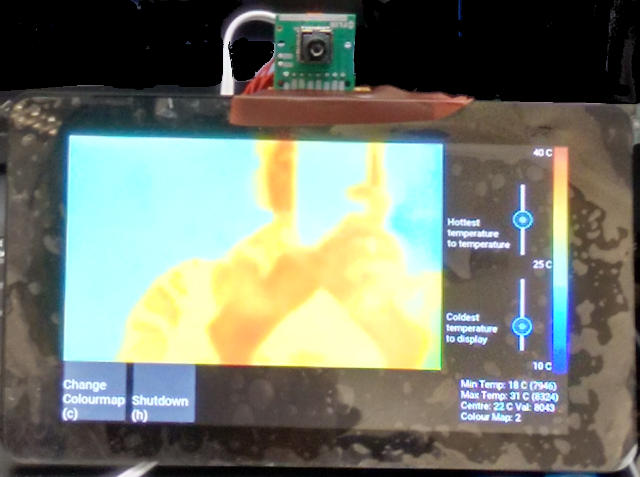 40 C
Hottest
temperature
to temperature
25 C
Coldest
temperature
to display
10 C
Change
Colourmap
(c)
Shutdown
(h)
Min Temp: 18 C (7946)
Max Temp: 31 C (8324)
Centre: 22 C Val: 8043
Colour Map: 2